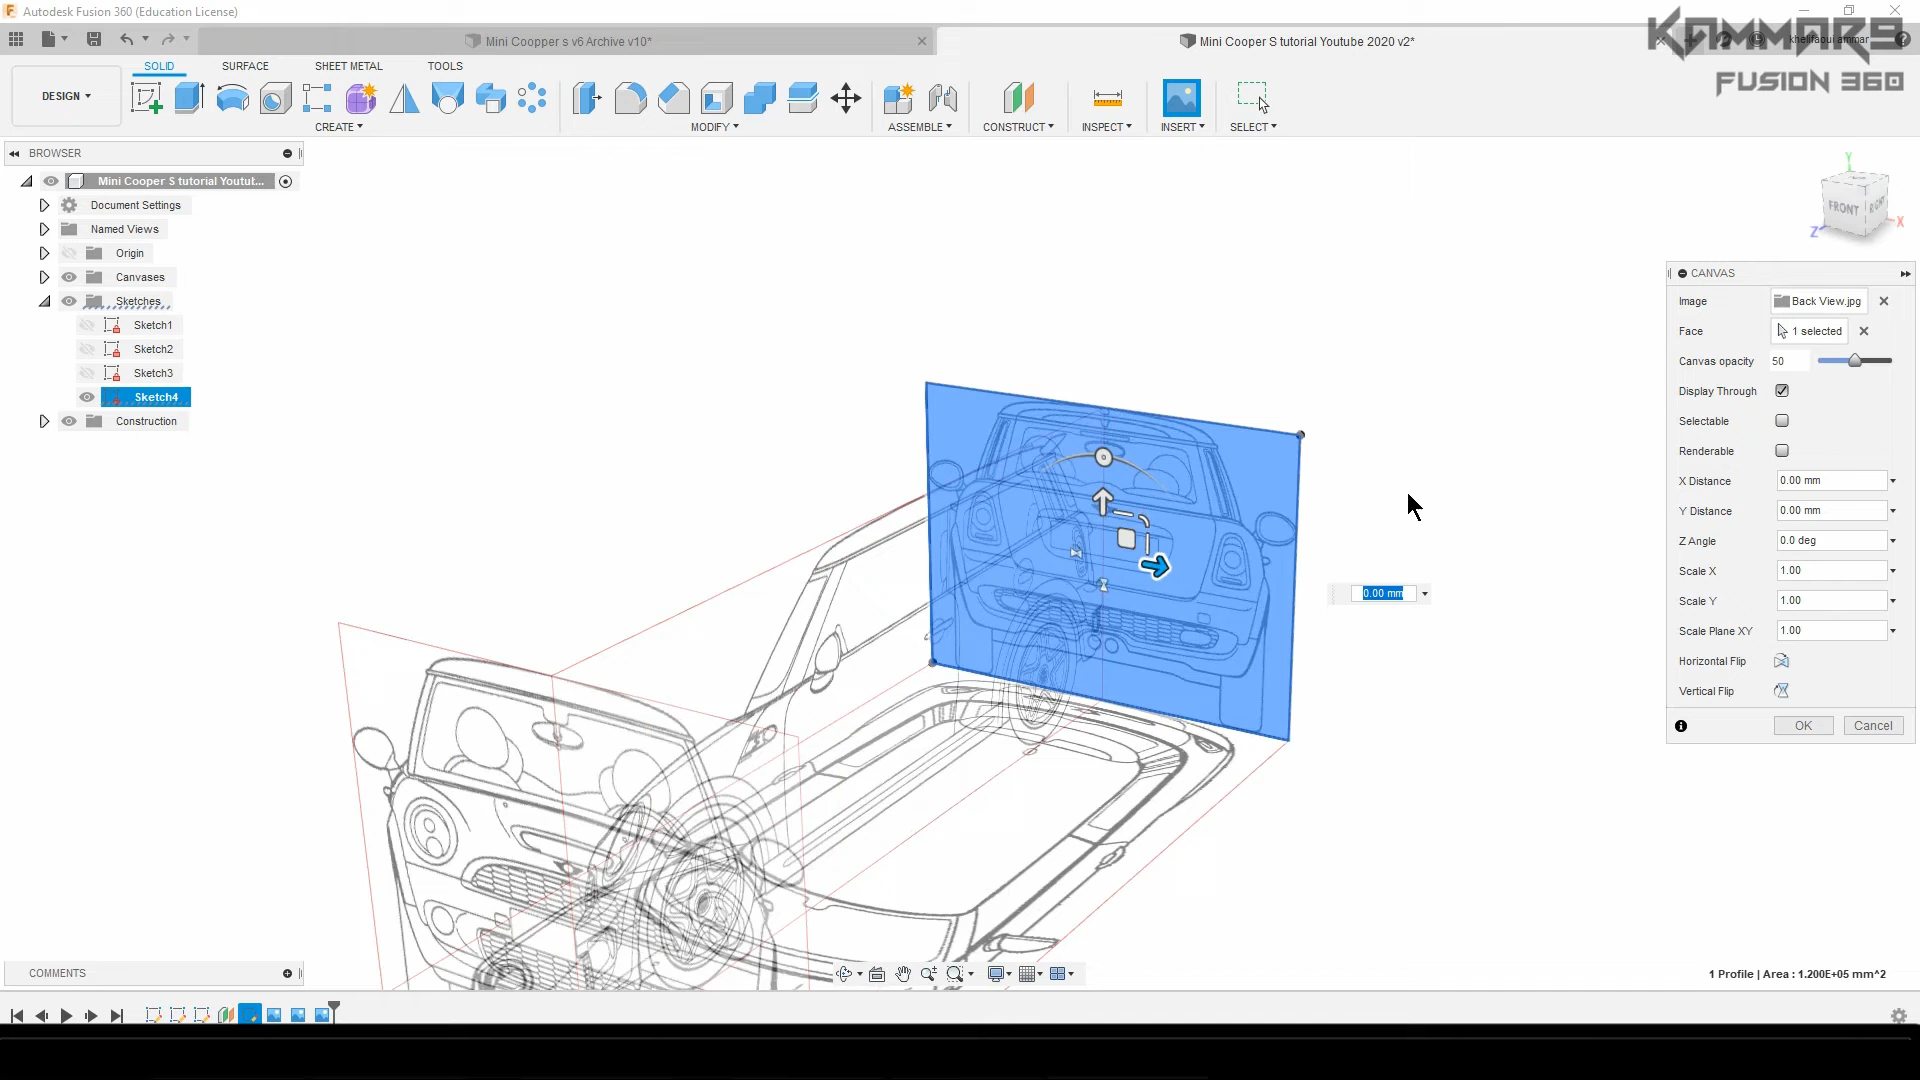 Autodesk Fusion 360 (Education License)
Mini Coopper s v6 Archive v10*
Mini Cooper S tutorial Youtube 2020 v2*
khelifaoui ammar
KAMMAR9
FUSION 360
SOLID
SURFACE
SHEET METAL
TOOLS
DESIGN
CREATE
MODIFY
ASSEMBLE
CONSTRUCT
INSPECT
INSERT
SELECT
BROWSER
Mini Cooper S tutorial Youtut...
Document Settings
Named Views
Origin
Canvases
Sketches
Sketch1
Sketch2
Sketch3
Sketch4
Construction
Y
FRONT
RIGHT
X
Z
CANVAS
Image Back View.jpg
Face 1 selected
Canvas opacity 50
Display Through
Selectable
Renderable
X Distance 0.00 mm
Y Distance 0.00 mm
Z Angle 0.0 deg
Scale X 1.00
Scale Y 1.00
Scale Plane XY 1.00
Horizontal Flip
Vertical Flip
OK Cancel
0.00 mm
COMMENTS
1 Profile | Area : 1.200E+05 mm^2